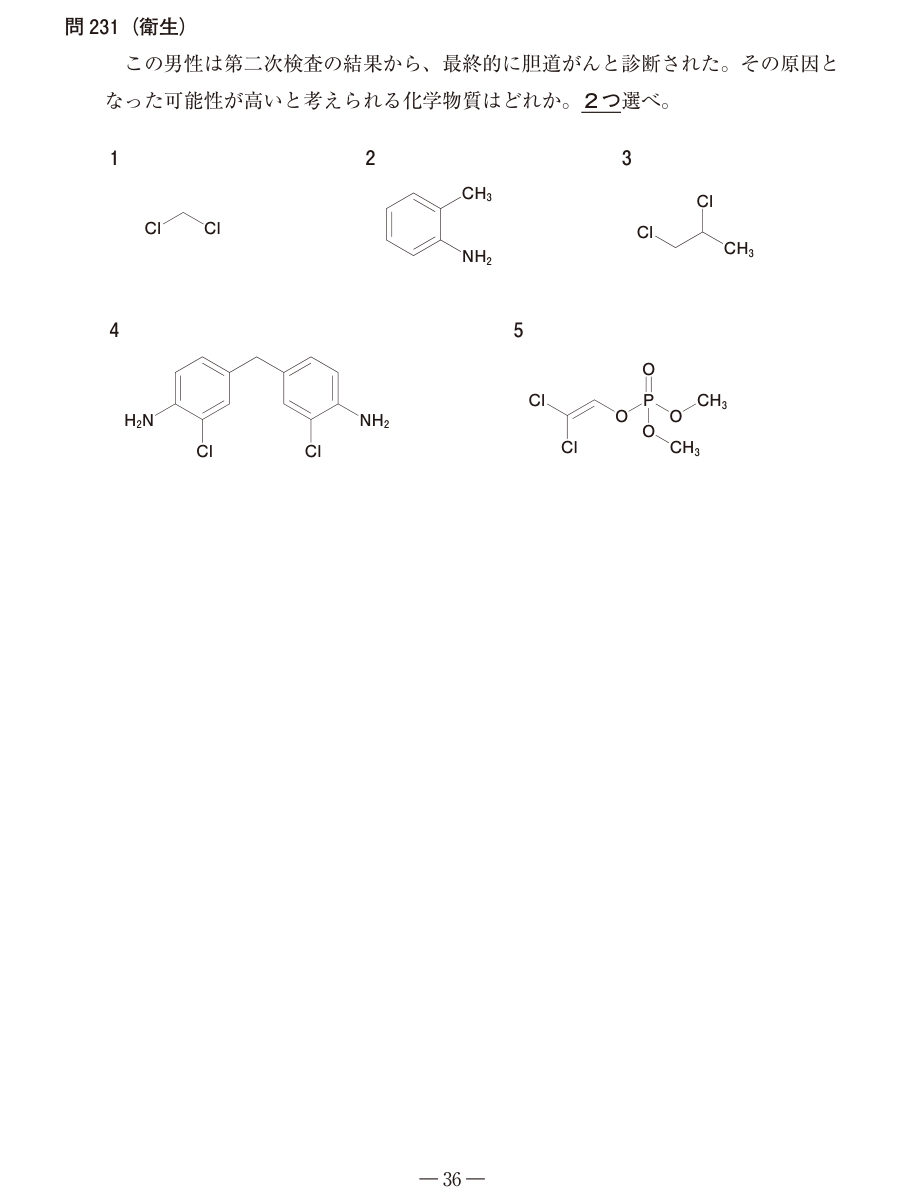 問 231（衛生）
この男性は第二次検査の結果から、最終的に胆道がんと診断された。その原因と
なった可能性が高いと考えられる化学物質はどれか。２つ選べ。
1 2 3
Cl Cl
CH₃
NH₂
Cl
Cl
CH₃
4 5
H₂N Cl Cl NH₂
O
Cl P CH₃
O O
O
Cl CH₃
— 36 —